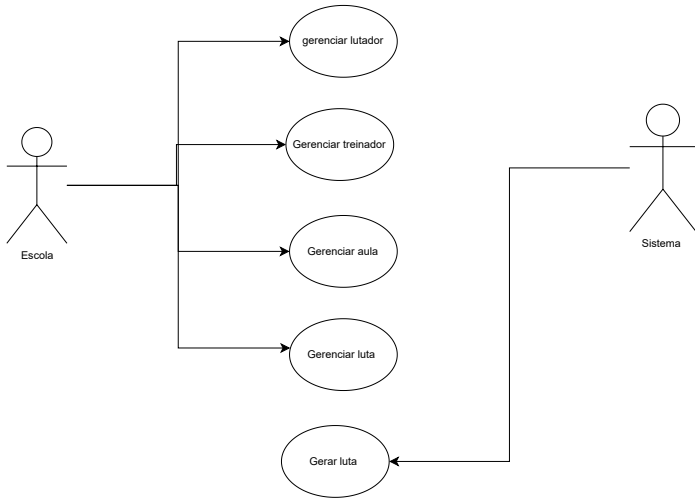 gerenciar lutador
Gerenciar treinador
Escola
Sistema
Gerenciar aula
Gerenciar luta
Gerar luta